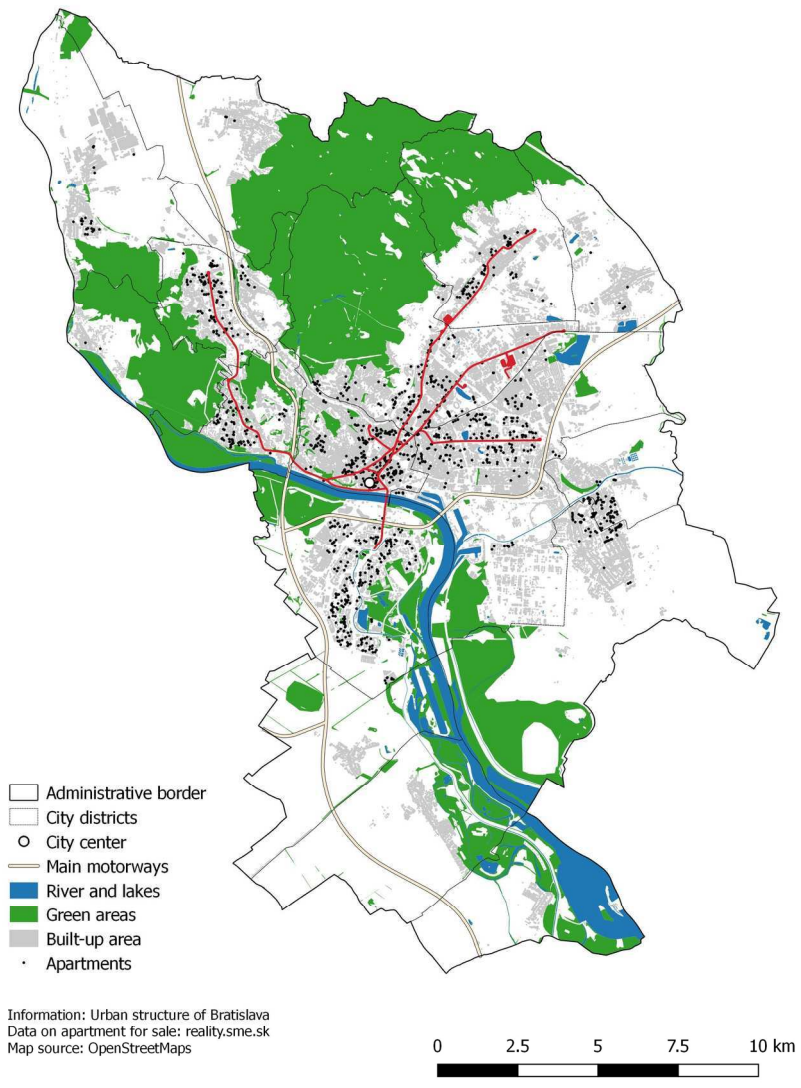 Administrative border
City districts
City center
Main motorways
River and lakes
Green areas
Built-up area
Apartments
Information: Urban structure of Bratislava
Data on apartment for sale: reality.sme.sk
Map source: OpenStreetMaps
0 2.5 5 7.5 10 km